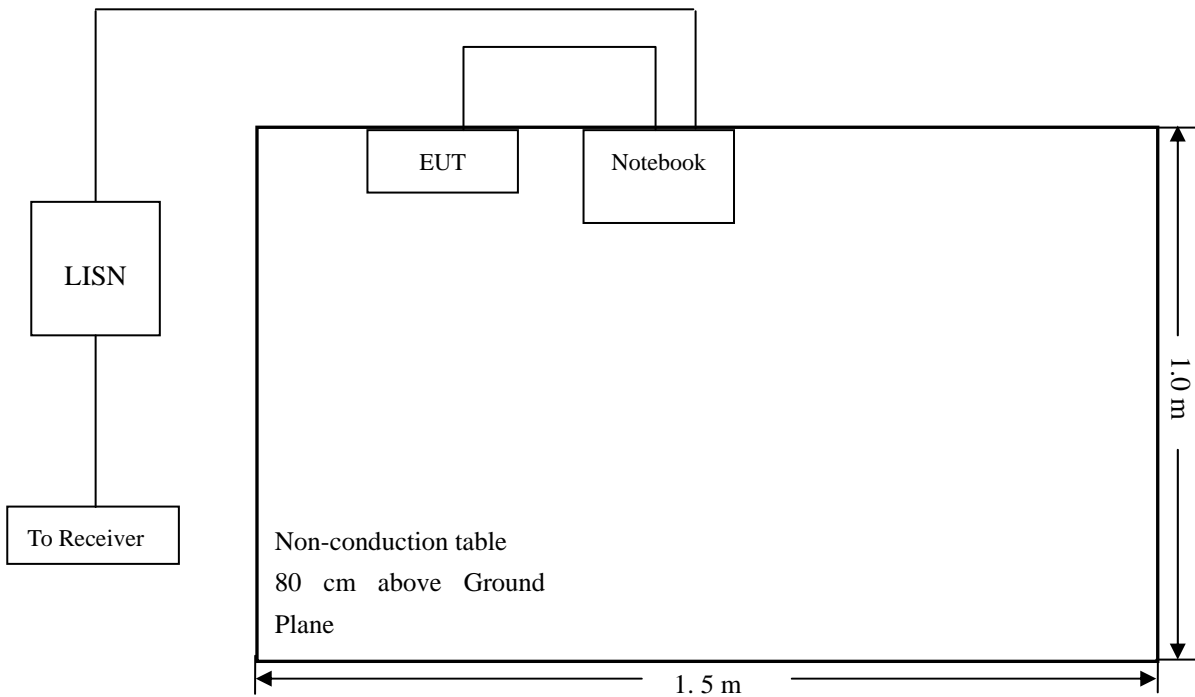 EUT
Notebook
LISN
1.0 m
To Receiver
Non-conduction table
80 cm above Ground
Plane
1. 5 m